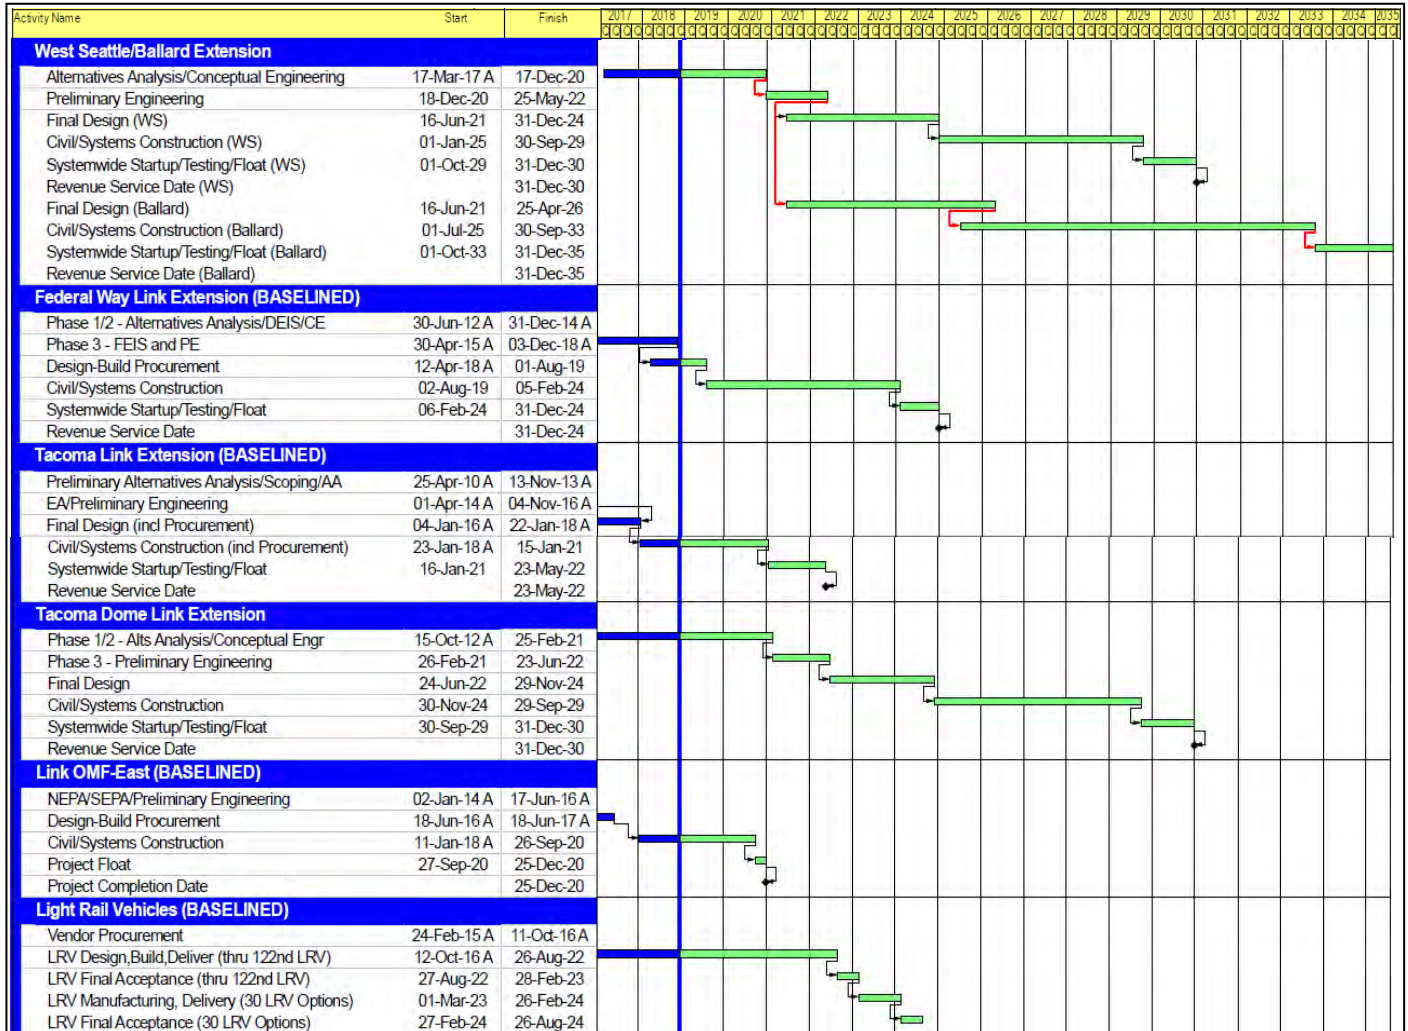 Activity Name Start Finish 2017 2018 2019 2020 2021 2022 2023 2024 2025 2026 2027 2028 2029 2030 2031 2032 2033 2034 2035
West Seattle/Ballard Extension
Alternatives Analysis/Conceptual Engineering 17-Mar-17 A 17-Dec-20
Preliminary Engineering 18-Dec-20 25-May-22
Final Design (WS) 16-Jun-21 31-Dec-24
Civil/Systems Construction (WS) 01-Jan-25 30-Sep-29
Systemwide Startup/Testing/Float (WS) 01-Oct-29 31-Dec-30
Revenue Service Date (WS) 31-Dec-30
Final Design (Ballard) 16-Jun-21 25-Apr-26
Civil/Systems Construction (Ballard) 01-Jul-25 30-Sep-33
Systemwide Startup/Testing/Float (Ballard) 01-Oct-33 31-Dec-35
Revenue Service Date (Ballard) 31-Dec-35
Federal Way Link Extension (BASELINED)
Phase 1/2 - Alternatives Analysis/DEIS/CE 30-Jun-12 A 31-Dec-14 A
Phase 3 - FEIS and PE 30-Apr-15 A 03-Dec-18 A
Design-Build Procurement 12-Apr-18 A 01-Aug-19
Civil/Systems Construction 02-Aug-19 05-Feb-24
Systemwide Startup/Testing/Float 06-Feb-24 31-Dec-24
Revenue Service Date 31-Dec-24
Tacoma Link Extension (BASELINED)
Preliminary Alternatives Analysis/Scoping/AA 25-Apr-10 A 13-Nov-13 A
EA/Preliminary Engineering 01-Apr-14 A 04-Nov-16 A
Final Design (incl Procurement) 04-Jan-16 A 22-Jan-18 A
Civil/Systems Construction (incl Procurement) 23-Jan-18 A 15-Jan-21
Systemwide Startup/Testing/Float 16-Jan-21 23-May-22
Revenue Service Date 23-May-22
Tacoma Dome Link Extension
Phase 1/2 - Alts Analysis/Conceptual Engr 15-Oct-12 A 25-Feb-21
Phase 3 - Preliminary Engineering 26-Feb-21 23-Jun-22
Final Design 24-Jun-22 29-Nov-24
Civil/Systems Construction 30-Nov-24 29-Sep-29
Systemwide Startup/Testing/Float 30-Sep-29 31-Dec-30
Revenue Service Date 31-Dec-30
Link OMF-East (BASELINED)
NEPA/SEPA/Preliminary Engineering 02-Jan-14 A 17-Jun-16 A
Design-Build Procurement 18-Jun-16 A 18-Jun-17 A
Civil/Systems Construction 11-Jan-18 A 26-Sep-20
Project Float 27-Sep-20 25-Dec-20
Project Completion Date 25-Dec-20
Light Rail Vehicles (BASELINED)
Vendor Procurement 24-Feb-15 A 11-Oct-16 A
LRV Design,Build,Deliver (thru 122nd LRV) 12-Oct-16 A 26-Aug-22
LRV Final Acceptance (thru 122nd LRV) 27-Aug-22 28-Feb-23
LRV Manufacturing, Delivery (30 LRV Options) 01-Mar-23 26-Feb-24
LRV Final Acceptance (30 LRV Options) 27-Feb-24 26-Aug-24